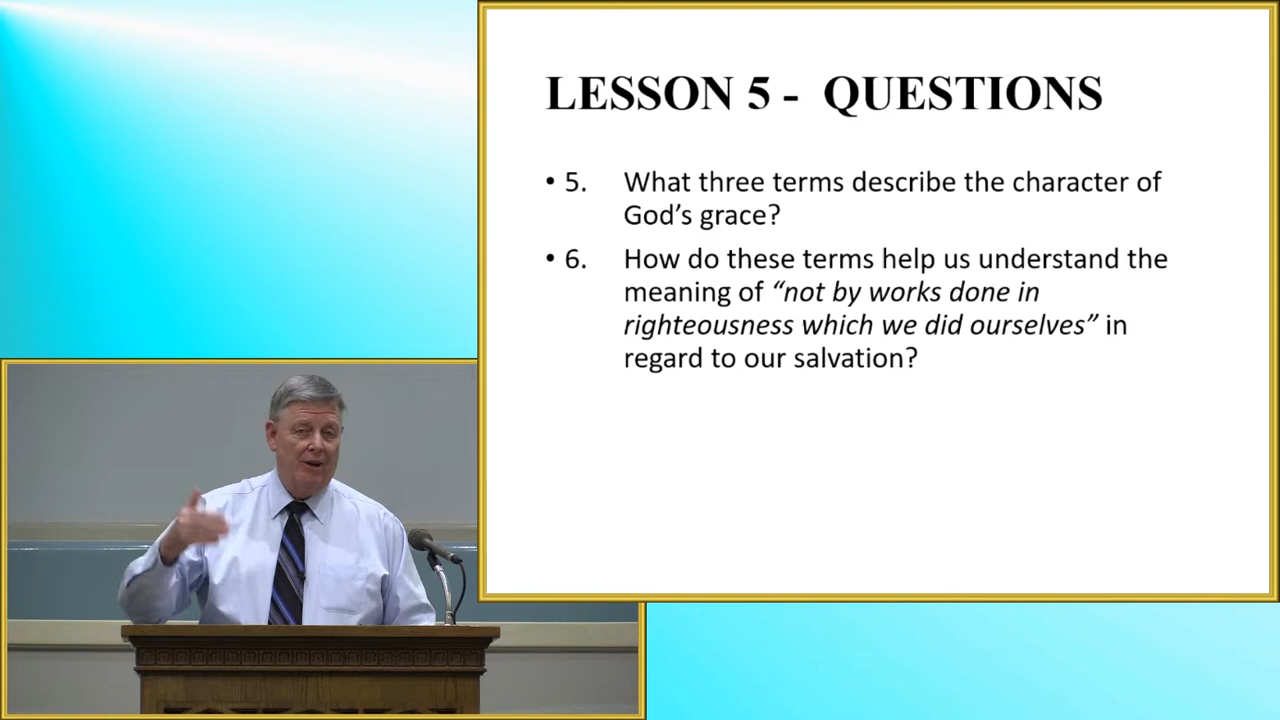 LESSON 5 - QUESTIONS
• 5. What three terms describe the character of
God’s grace?
• 6. How do these terms help us understand the
meaning of “not by works done in
righteousness which we did ourselves” in
regard to our salvation?